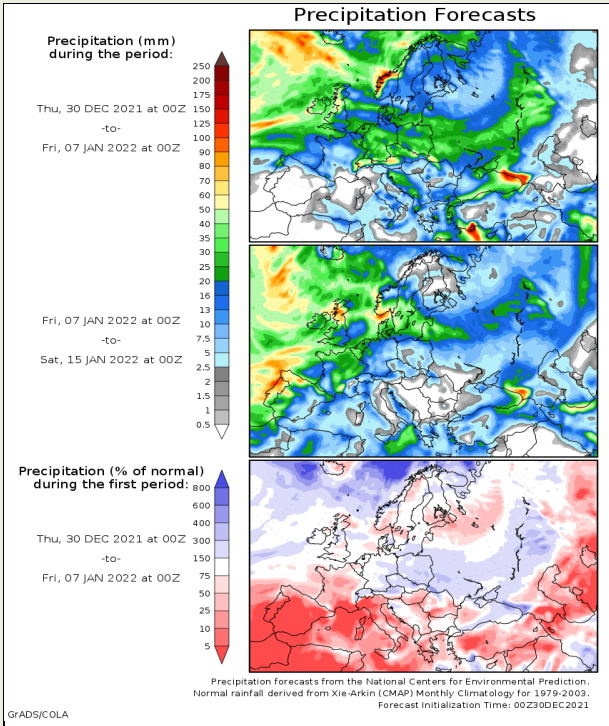 Precipitation Forecasts
Precipitation (mm)
during the period:
Thu, 30 DEC 2021 at 00Z
-to-
Fri, 07 JAN 2022 at 00Z
250
200
175
150
125
100
90
80
70
60
50
40
35
30
25
20
16
13
10
7.5
5
2.5
2
1.5
1
0.5
Fri, 07 JAN 2022 at 00Z
-to-
Sat, 15 JAN 2022 at 00Z
Precipitation (% of normal)
during the first period:
Thu, 30 DEC 2021 at 00Z
-to-
Fri, 07 JAN 2022 at 00Z
800
600
400
300
150
75
50
25
10
5
Precipitation forecasts from the National Centers for Environmental Prediction.
Normal rainfall derived from Xie-Arkin (CMAP) Monthly Climatology for 1979-2003.
Forecast Initialization Time: 00Z30DEC2021
GrADS/COLA